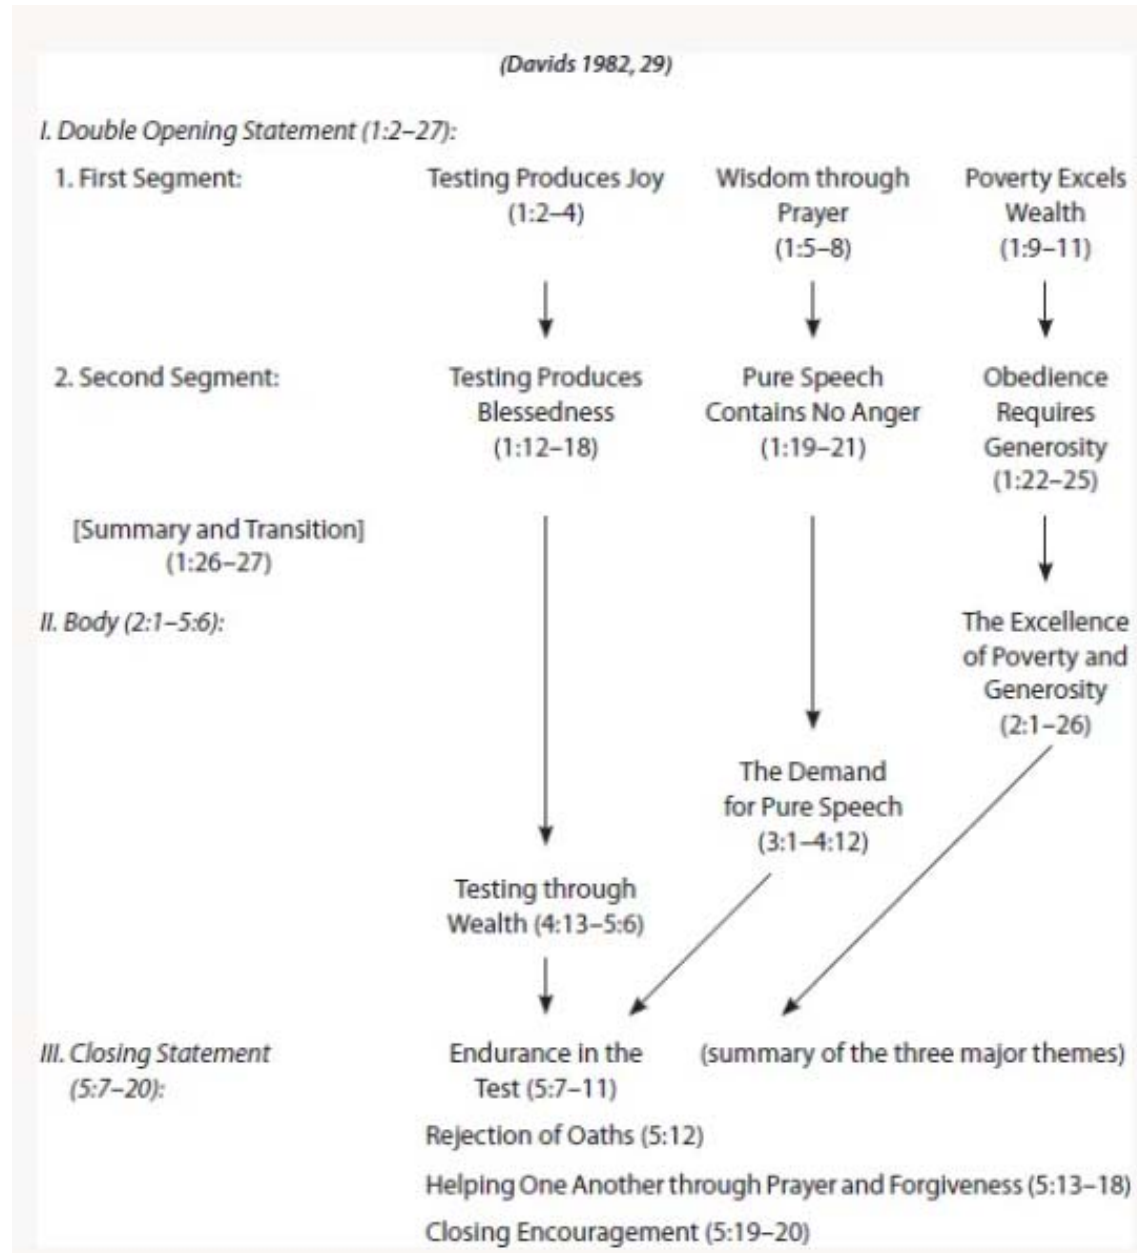 (Davids 1982, 29)
I. Double Opening Statement (1:2–27):
1. First Segment:
Testing Produces Joy
(1:2–4)
Wisdom through
Prayer
(1:5–8)
Poverty Excels
Wealth
(1:9–11)
2. Second Segment:
Testing Produces
Blessedness
(1:12–18)
Pure Speech
Contains No Anger
(1:19–21)
Obedience
Requires
Generosity
(1:22–25)
[Summary and Transition]
(1:26–27)
II. Body (2:1–5:6):
The Excellence
of Poverty and
Generosity
(2:1–26)
The Demand
for Pure Speech
(3:1–4:12)
Testing through
Wealth (4:13–5:6)
III. Closing Statement
(5:7–20):
Endurance in the
Test (5:7–11)
(summary of the three major themes)
Rejection of Oaths (5:12)
Helping One Another through Prayer and Forgiveness (5:13–18)
Closing Encouragement (5:19–20)